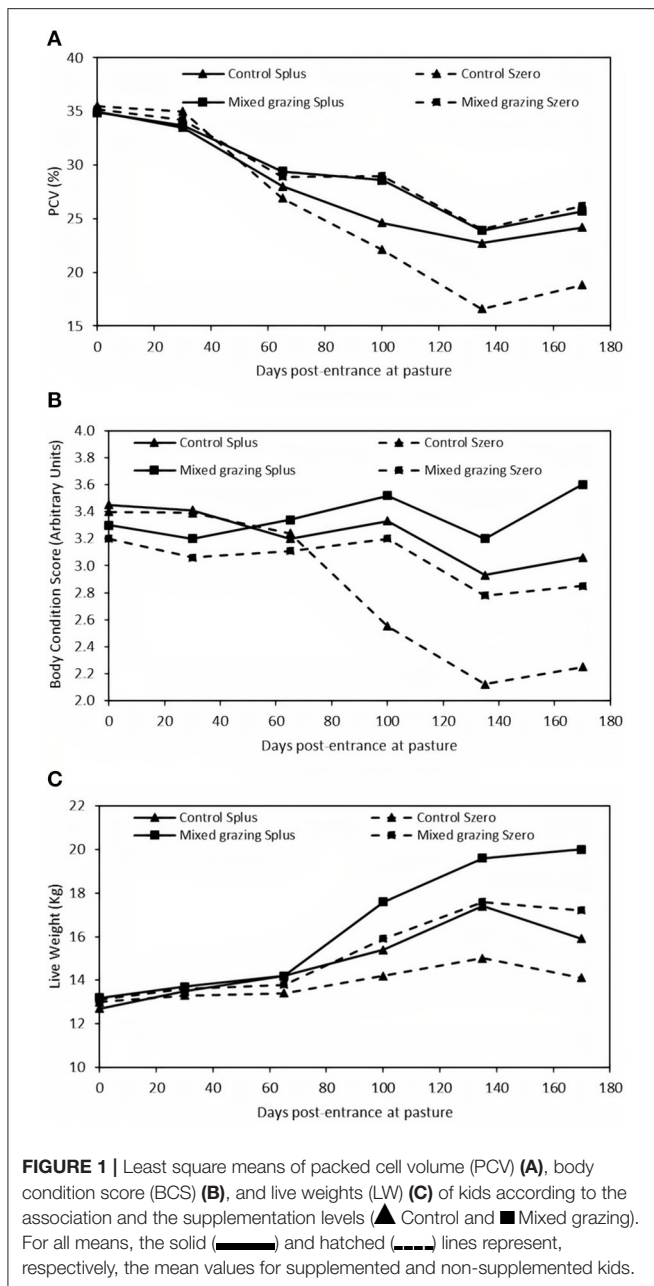 A
40
35
30
25
20
15
PCV (%)
Control Splus
Control Szero
Mixed grazing Splus
Mixed grazing Szero
0 20 40 60 80 100 120 140 160 180
Days post-entrance at pasture
B
4.0
3.8
3.6
3.4
3.2
3.0
2.8
2.6
2.4
2.2
2.0
Body Condition Score (Arbitrary Units)
Control Splus
Control Szero
Mixed grazing Splus
Mixed grazing Szero
0 20 40 60 80 100 120 140 160 180
Days post-entrance at pasture
C
22
20
18
16
14
12
10
Live Weight (Kg)
Control Splus
Control Szero
Mixed grazing Splus
Mixed grazing Szero
0 20 40 60 80 100 120 140 160 180
Days post-entrance at pasture
FIGURE 1 | Least square means of packed cell volume (PCV) (A), body
condition score (BCS) (B), and live weights (LW) (C) of kids according to the
association and the supplementation levels (▲ Control and ■ Mixed grazing).
For all means, the solid (▬▬▬) and hatched (----) lines represent,
respectively, the mean values for supplemented and non-supplemented kids.